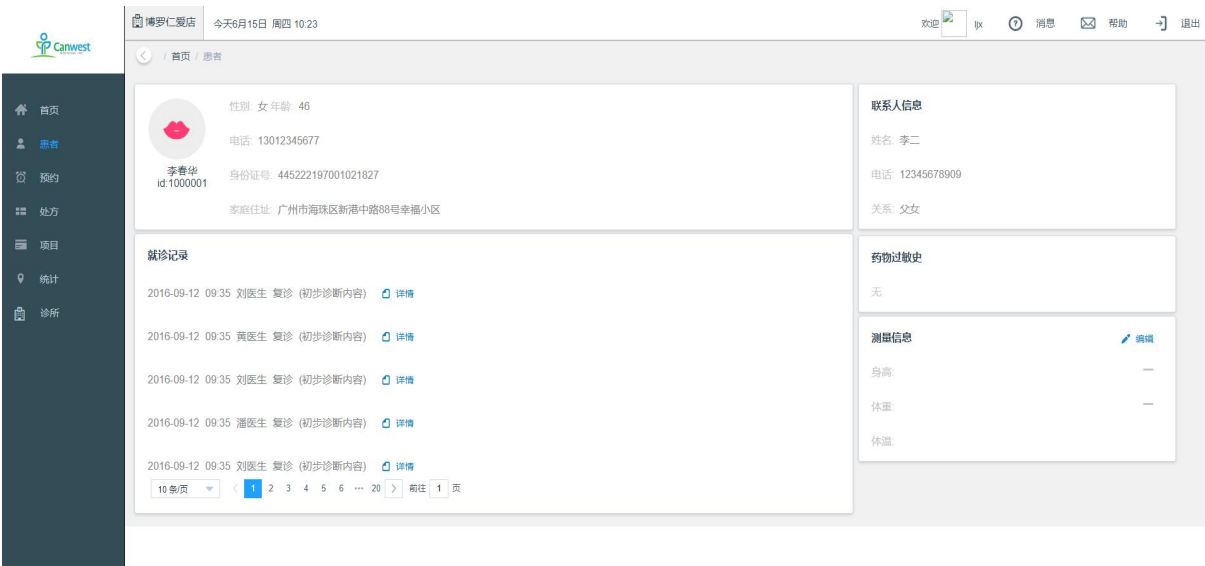 Canwest
首页
患者
预约
处方
项目
统计
诊所
博罗仁爱店 今天6月15日 周四 10:23
欢迎 ljx 消息 帮助 退出
/ 首页 / 患者
李春华
id:1000001
性别: 女 年龄: 46
电话: 13012345677
身份证号: 445222197001021827
家庭住址: 广州市海珠区新港中路88号幸福小区
就诊记录
2016-09-12 09:35 刘医生 复诊 (初步诊断内容) 详情
2016-09-12 09:35 黄医生 复诊 (初步诊断内容) 详情
2016-09-12 09:35 刘医生 复诊 (初步诊断内容) 详情
2016-09-12 09:35 潘医生 复诊 (初步诊断内容) 详情
2016-09-12 09:35 刘医生 复诊 (初步诊断内容) 详情
10 条/页 1 2 3 4 5 6 ··· 20 前往 1 页
联系人信息
姓名: 李二
电话: 12345678909
关系: 父女
药物过敏史
无
测量信息 编辑
身高:
体重:
体温: